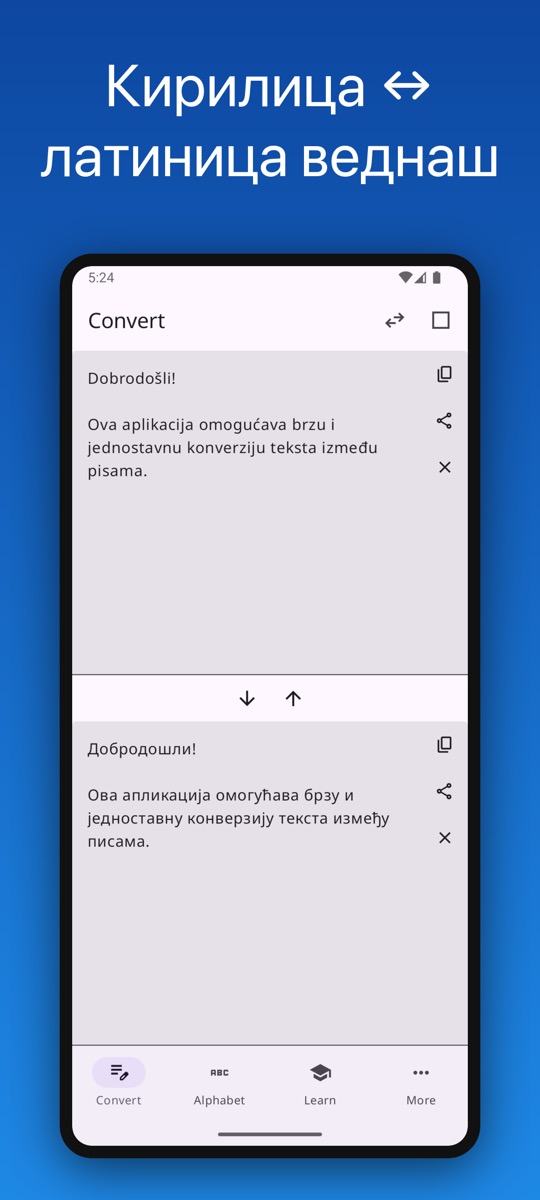 Кирилица ↔
латиница веднаш
5:24
Convert
Dobrodošli!
Ova aplikacija omogućava brzu i
jednostavnu konverziju teksta između
pisama.
Добродошли!
Ова апликација омогућава брзу и
једноставну конверзију текста између
писама.
ABC
Convert
Alphabet
Learn
More